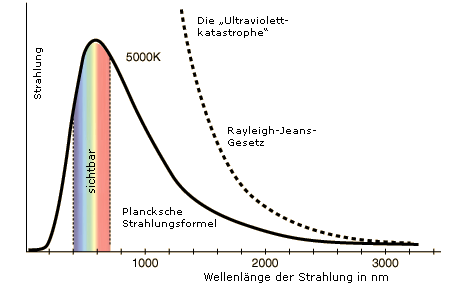 Die „Ultraviolett-
katastrophe“
Strahlung
5000K
Rayleigh-Jeans-
Gesetz
sichtbar
Plancksche
Strahlungsformel
1000
2000
3000
Wellenlänge der Strahlung in nm